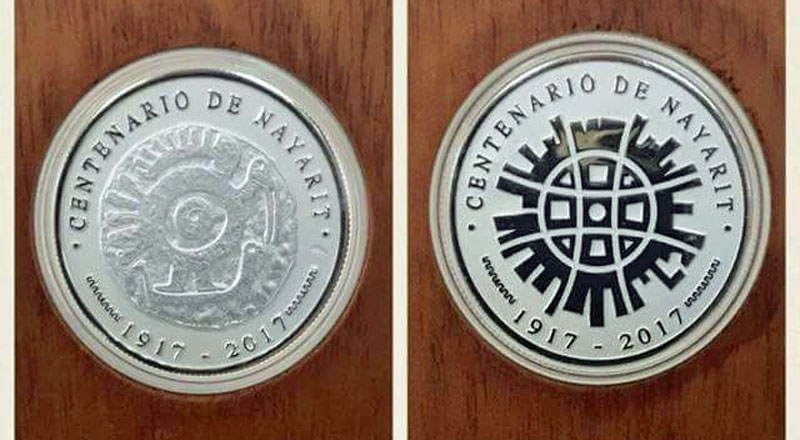 · CENTENARIO DE NAYARIT ·
1917 - 2017
· CENTENARIO DE NAYARIT ·
1917 - 2017